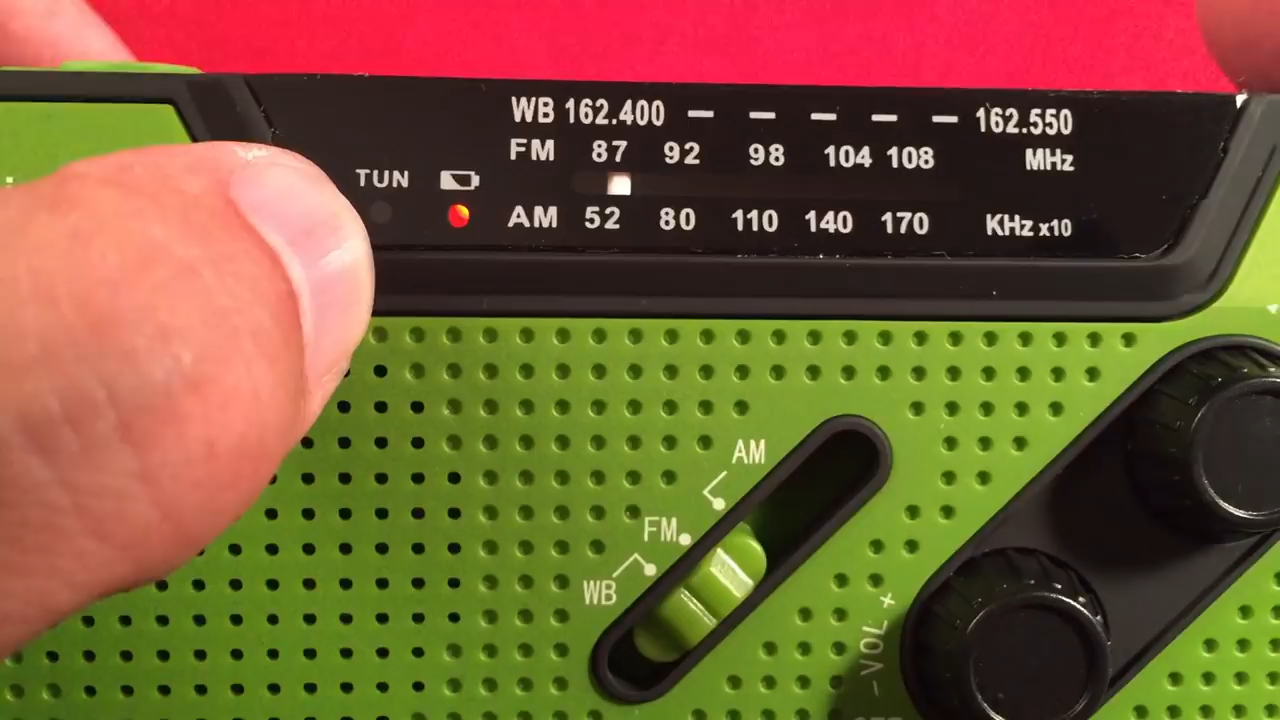 WB 162.400 — — — — — 162.550
FM 87 92 98 104 108 MHz
TUN
AM 52 80 110 140 170 KHz x10
AM
FM
WB
- VOL +